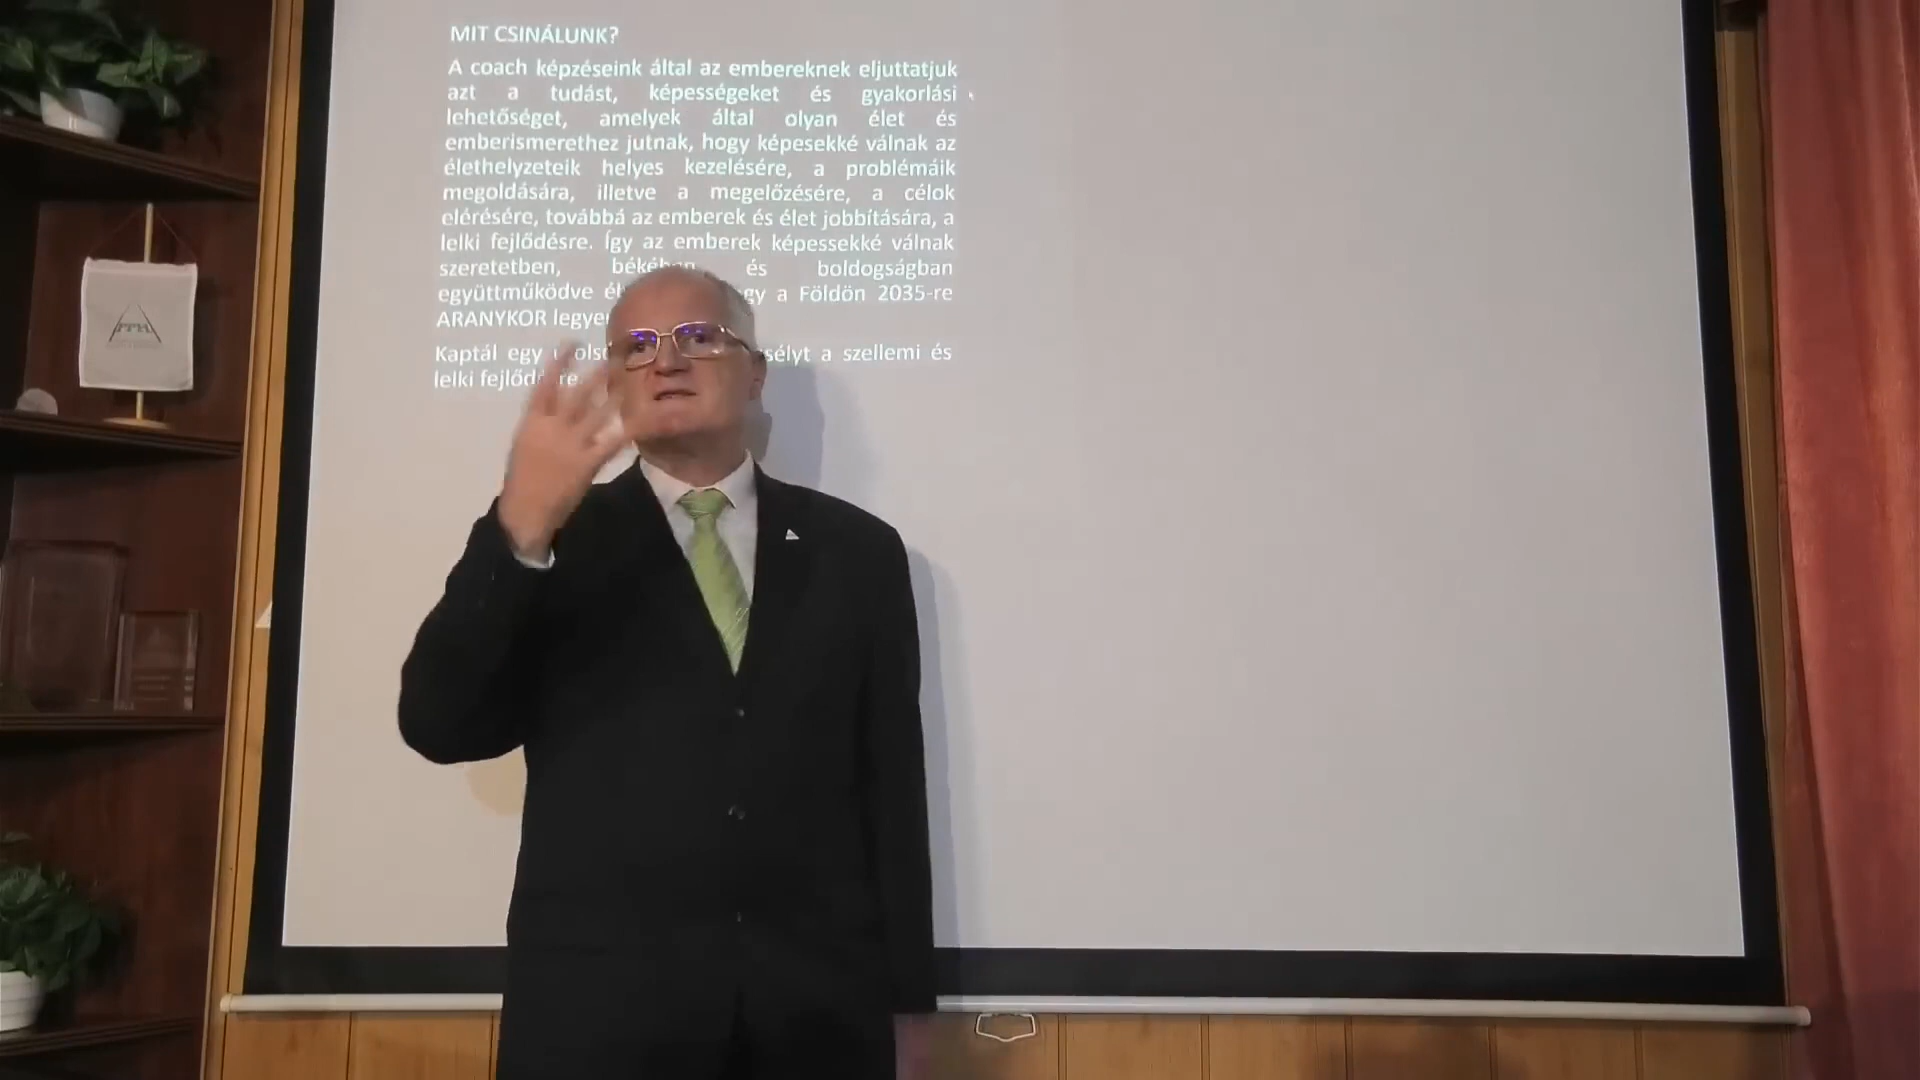 MIT CSINÁLUNK?
A coach képzéseink által az embereknek eljuttatjuk
azt a tudást, képességeket és gyakorlási
lehetőséget, amelyek által olyan élet és
emberismerethez jutnak, hogy képesekké válnak az
élethelyzeteik helyes kezelésére, a problémáik
megoldására, illetve a megelőzésére, a célok
elérésére, továbbá az emberek és élet jobbítására, a
lelki fejlődésre. Így az emberek képessekké válnak
szeretetben, békében és boldogságban
együttműködve a Földön 2035-re
ARANYKOR
Kaptál egy a szellemi és
lelki fejlődésre.